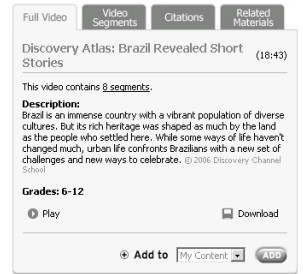 Full Video
Video Segments
Citations
Related Materials
Discovery Atlas: Brazil Revealed Short (18:43)
Stories
This video contains 8 segments.
Description:
Brazil is an immense country with a vibrant population of diverse
cultures. But its rich heritage was shaped as much by the land
as the people who settled here. While some ways of life haven't
changed much, urban life confronts Brazilians with a new set of
challenges and new ways to celebrate. © 2006 Discovery Channel
School
Grades: 6-12
Play
Download
Add to My Content ADD